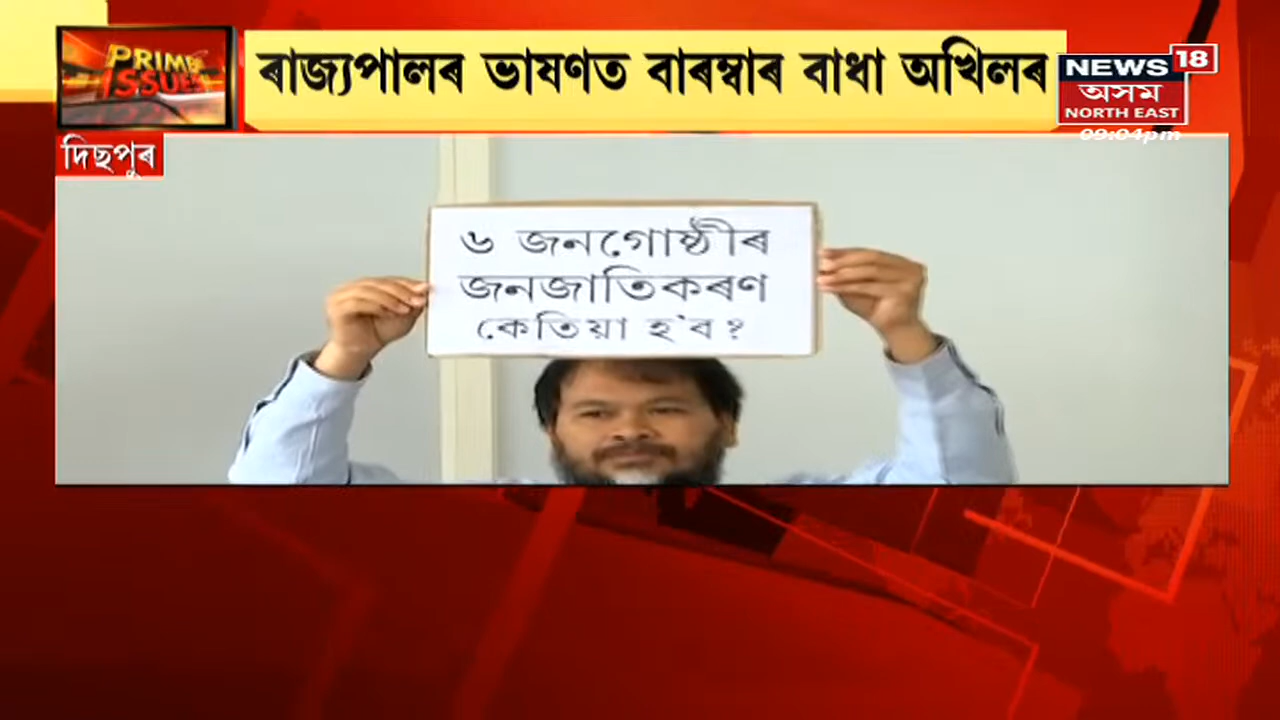 PRIME ISSUES
ৰাজ্যপালৰ ভাষণত বাৰম্বাৰ বাধা অখিলৰ
NEWS 18
অসম
NORTH EAST
09:04pm
দিছপুৰ
৬ জনগোষ্ঠীৰ
জনজাতিকৰণ
কেতিয়া হ'ব?